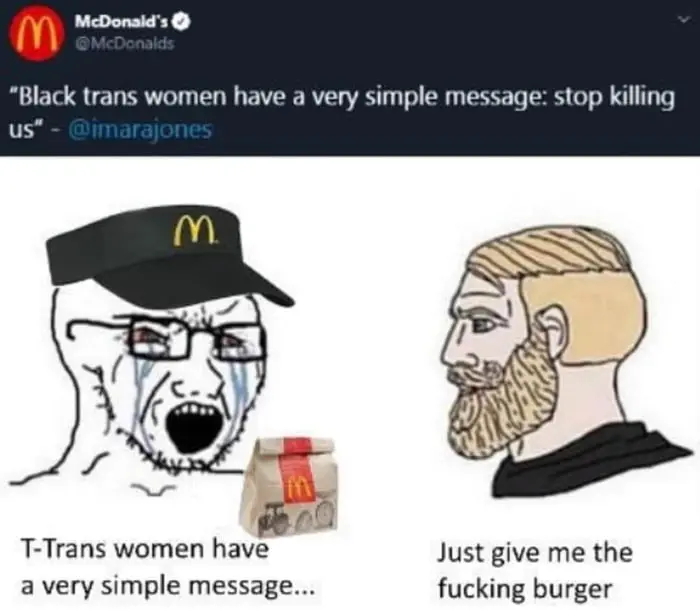 McDonald's
@McDonalds
"Black trans women have a very simple message: stop killing
us" - @imarajones
T-Trans women have
a very simple message...
Just give me the
fucking burger